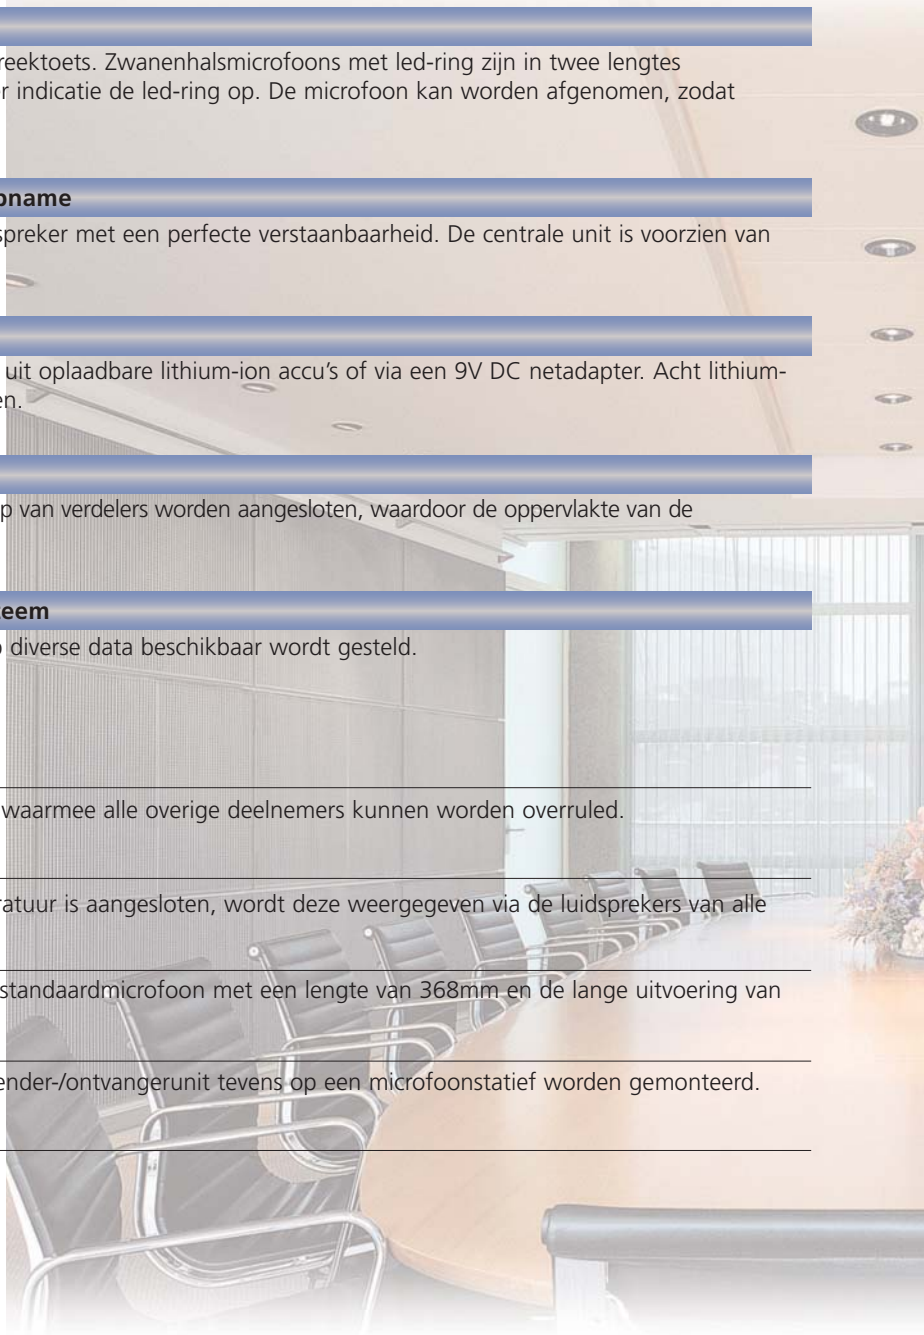 reektoets. Zwanenhalsmicrofoons met led-ring zijn in twee lengtes
r indicatie de led-ring op. De microfoon kan worden afgenomen, zodat
pname
spreker met een perfecte verstaanbaarheid. De centrale unit is voorzien van
uit oplaadbare lithium-ion accu’s of via een 9V DC netadapter. Acht lithium-
en.
p van verdelers worden aangesloten, waardoor de oppervlakte van de
teem
diverse data beschikbaar wordt gesteld.
waarmee alle overige deelnemers kunnen worden overruled.
ratuur is aangesloten, wordt deze weergegeven via de luidsprekers van alle
standaardmicrofoon met een lengte van 368mm en de lange uitvoering van
ender-/ontvangerunit tevens op een microfoonstatief worden gemonteerd.